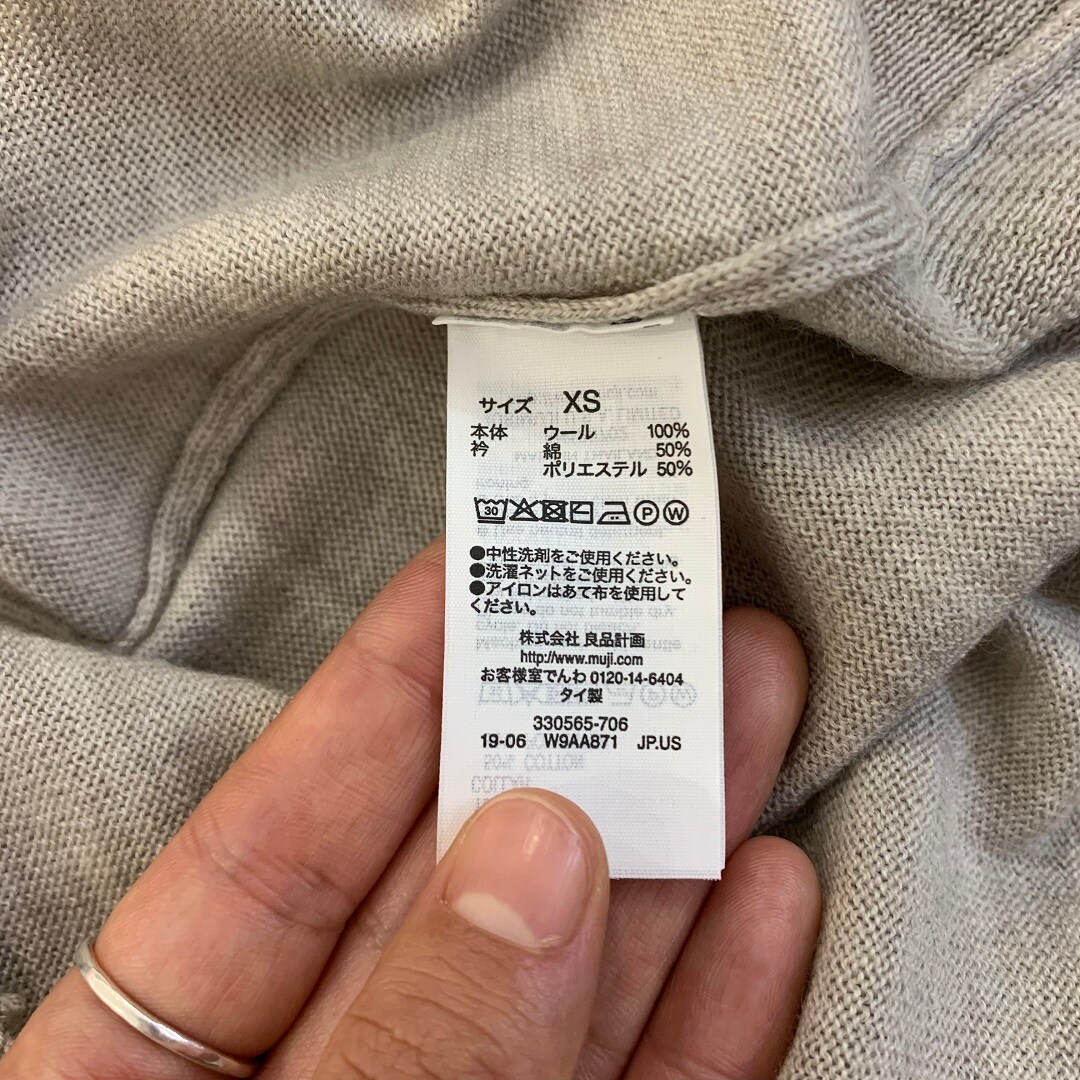 サイズ XS
本体 ウール 100%
衿 綿 50%
ポリエステル 50%
30 P W
●中性洗剤をご使用ください。
●洗濯ネットをご使用ください。
●アイロンはあて布を使用して
ください。
株式会社 良品計画
http://www.muji.com
お客様室でんわ 0120-14-6404
タイ製
330565-706
19-06 W9AA871 JP.US
50% COTTON
COLLAR